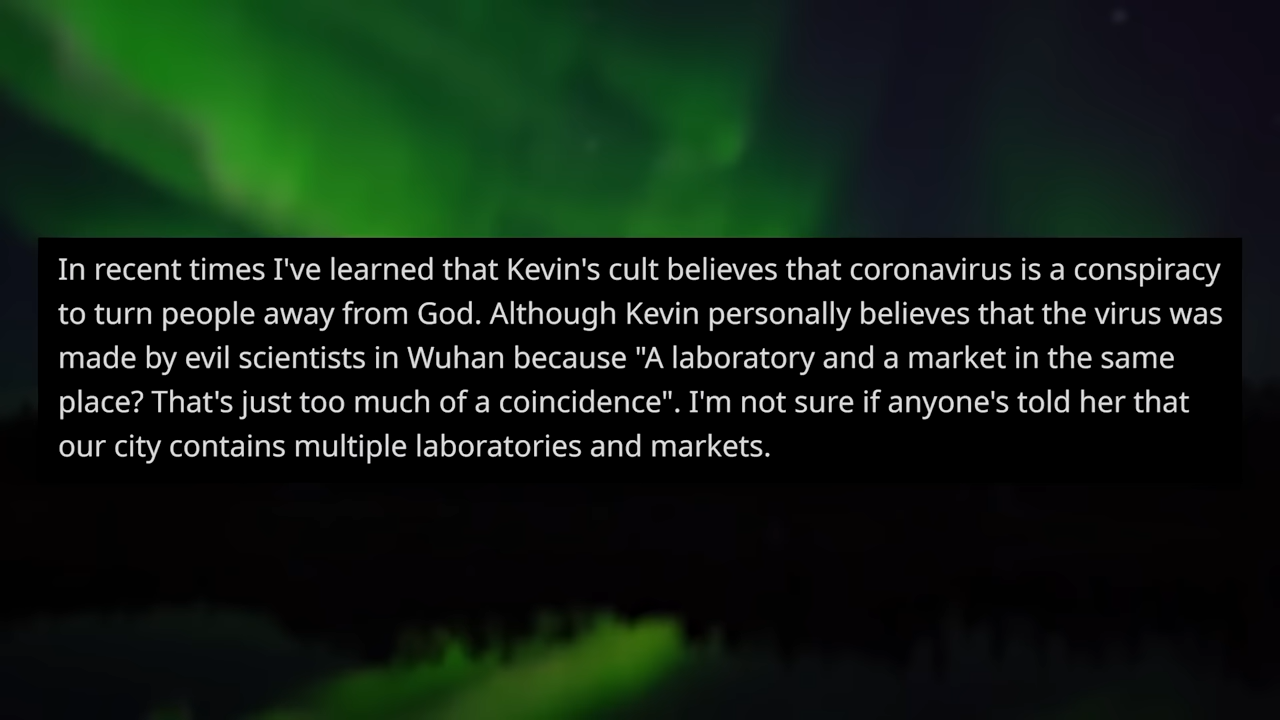 In recent times I've learned that Kevin's cult believes that coronavirus is a conspiracy
to turn people away from God. Although Kevin personally believes that the virus was
made by evil scientists in Wuhan because "A laboratory and a market in the same
place? That's just too much of a coincidence". I'm not sure if anyone's told her that
our city contains multiple laboratories and markets.